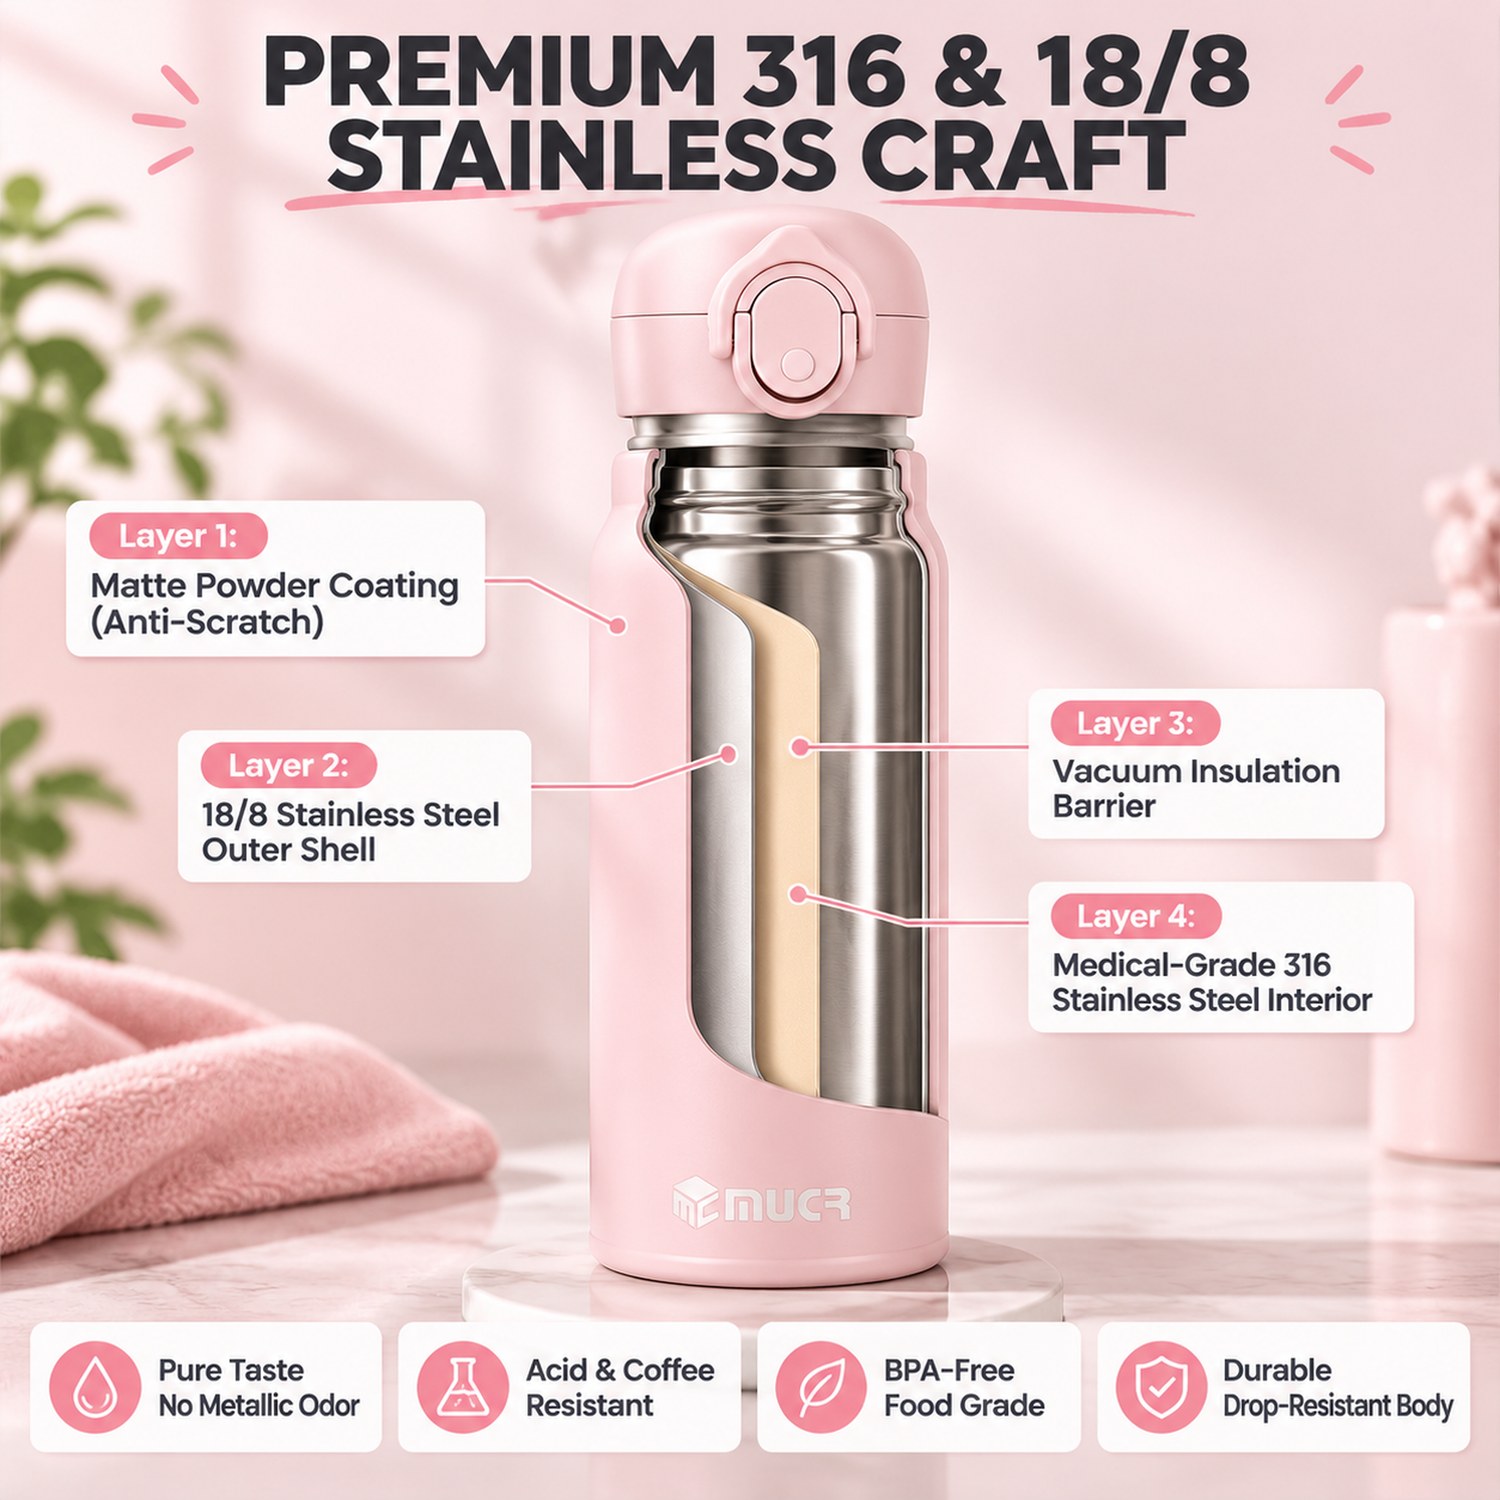 PREMIUM 316 & 18/8
STAINLESS CRAFT
Layer 1:
Matte Powder Coating
(Anti-Scratch)
Layer 2:
18/8 Stainless Steel
Outer Shell
Layer 3:
Vacuum Insulation
Barrier
Layer 4:
Medical-Grade 316
Stainless Steel Interior
MC MUCR
Pure Taste
No Metallic Odor
Acid & Coffee
Resistant
BPA-Free
Food Grade
Durable
Drop-Resistant Body